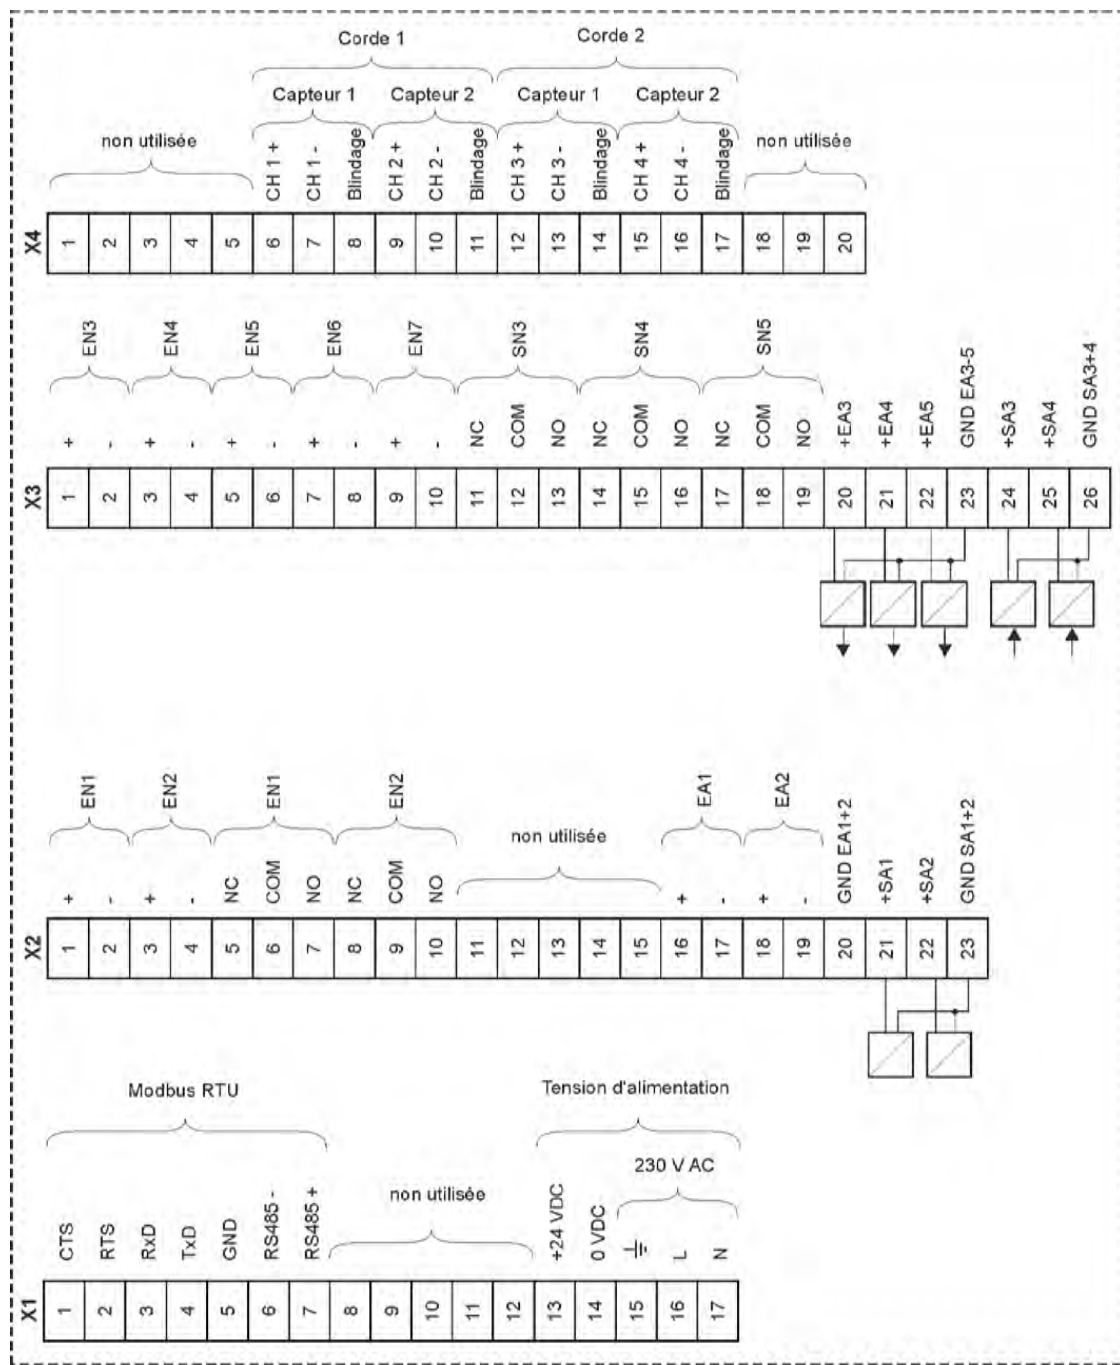 Corde 1 Corde 2
Capteur 1 Capteur 2 Capteur 1 Capteur 2
non utilisée CH 1 + CH 1 - Blindage CH 2 + CH 2 - Blindage CH 3 + CH 3 - Blindage CH 4 + CH 4 - Blindage non utilisée
X4 1 2 3 4 5 6 7 8 9 10 11 12 13 14 15 16 17 18 19 20
EN3 EN4 EN5 EN6 EN7 SN3 SN4 SN5
+ - + - + - + - + - NC COM NO NC COM NO NC COM NO +EA3 +EA4 +EA5 GND EA3-5 +SA3 +SA4 GND SA3+4
X3 1 2 3 4 5 6 7 8 9 10 11 12 13 14 15 16 17 18 19 20 21 22 23 24 25 26
EN1 EN2 EN1 EN2 non utilisée EA1 EA2
+ - + - NC COM NO NC COM NO + - + - GND EA1+2 +SA1 +SA2 GND SA1+2
X2 1 2 3 4 5 6 7 8 9 10 11 12 13 14 15 16 17 18 19 20 21 22 23
Modbus RTU Tension d'alimentation
230 V AC
CTS RTS RxD TxD GND RS485 - RS485 + non utilisée +24 VDC 0 VDC L N
X1 1 2 3 4 5 6 7 8 9 10 11 12 13 14 15 16 17